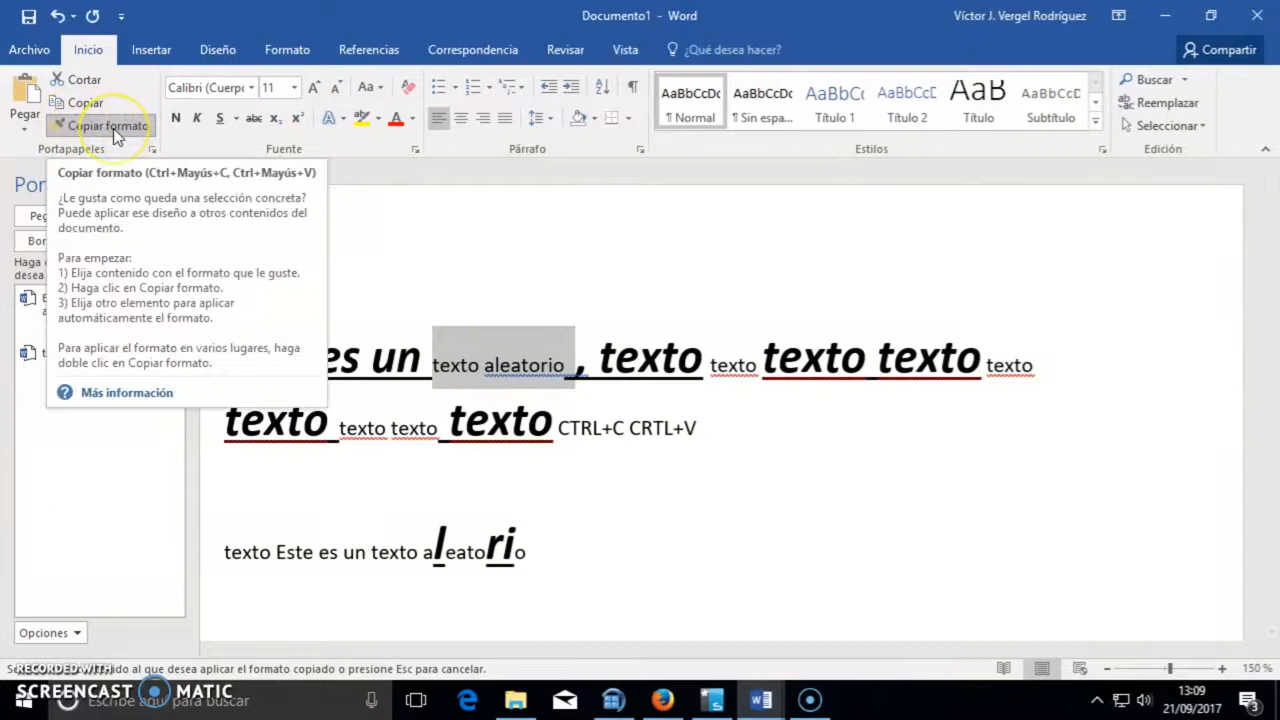 Documento1 - Word
Víctor J. Vergel Rodríguez
Archivo Inicio Insertar Diseño Formato Referencias Correspondencia Revisar Vista ¿Qué desea hacer? Compartir
Pegar
Cortar
Copiar
Copiar formato
Portapapeles
Calibri (Cuerpo 11 Aa
N K S abc x₂ x² A A
Fuente
Párrafo
AaBbCcDc AaBbCcDc AaBbCc AaBbCcD AaB AaBbCcD
¶ Normal ¶ Sin espa... Título 1 Título 2 Título Subtítulo
Estilos
Buscar
Reemplazar
Seleccionar
Edición
Copiar formato (Ctrl+Mayús+C, Ctrl+Mayús+V)
¿Le gusta como queda una selección concreta?
Puede aplicar ese diseño a otros contenidos del
documento.
Para empezar:
1) Elija contenido con el formato que le guste.
2) Haga clic en Copiar formato.
3) Elija otro elemento para aplicar
automáticamente el formato.
Para aplicar el formato en varios lugares, haga
doble clic en Copiar formato.
Más información
es un texto aleatorio , texto texto texto texto texto
texto texto texto texto CTRL+C CRTL+V
texto Este es un texto aleatorio
Opciones
al que desea aplicar el formato copiado o presione Esc para cancelar.
150 %
RECORDED WITH
SCREENCAST MATIC
Escribe aquí para buscar
13:09
21/09/2017
3